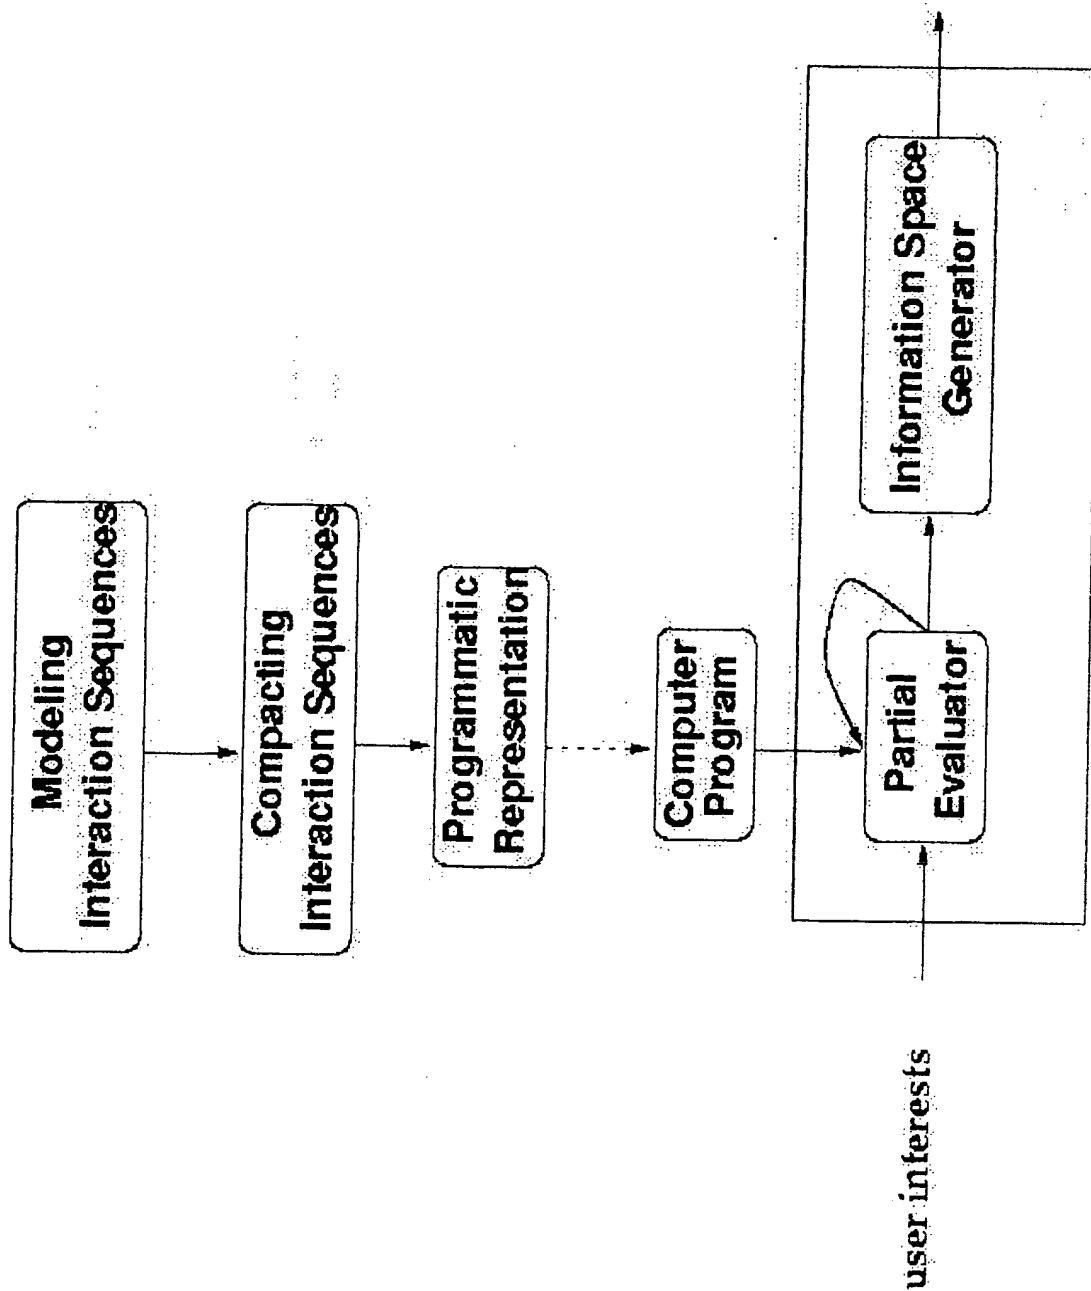 Modeling
Interaction Sequences
Compacting
Interaction Sequences
Programmatic
Representation
Computer
Program
user interests
Partial
Evaluator
Information Space
Generator